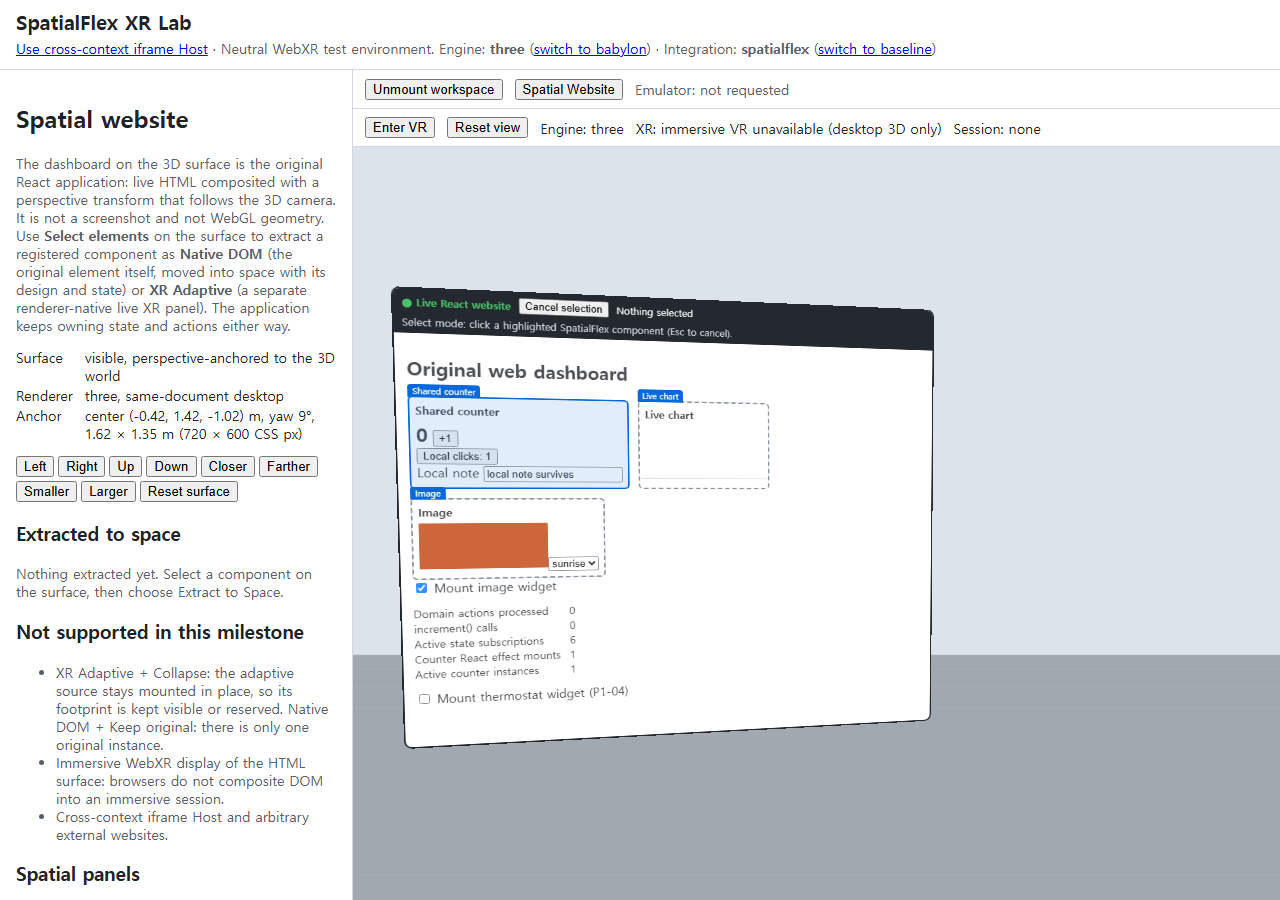 SpatialFlex XR Lab
Use cross-context iframe Host · Neutral WebXR test environment. Engine: three (switch to babylon) · Integration: spatialflex (switch to baseline)
Spatial website
The dashboard on the 3D surface is the original
React application: live HTML composited with a
perspective transform that follows the 3D camera.
It is not a screenshot and not WebGL geometry.
Use Select elements on the surface to extract a
registered component as Native DOM (the
original element itself, moved into space with its
design and state) or XR Adaptive (a separate
renderer-native live XR panel). The application
keeps owning state and actions either way.
Surface visible, perspective-anchored to the 3D
world
Renderer three, same-document desktop
Anchor center (-0.42, 1.42, -1.02) m, yaw 9°,
1.62 × 1.35 m (720 × 600 CSS px)
Left Right Up Down Closer Farther
Smaller Larger Reset surface
Extracted to space
Nothing extracted yet. Select a component on
the surface, then choose Extract to Space.
Not supported in this milestone
• XR Adaptive + Collapse: the adaptive
source stays mounted in place, so its
footprint is kept visible or reserved. Native
DOM + Keep original: there is only one
original instance.
• Immersive WebXR display of the HTML
surface: browsers do not composite DOM
into an immersive session.
• Cross-context iframe Host and arbitrary
external websites.
Spatial panels
Unmount workspace Spatial Website Emulator: not requested
Enter VR Reset view Engine: three XR: immersive VR unavailable (desktop 3D only) Session: none
Live React website Cancel selection Nothing selected
Select mode: click a highlighted SpatialFlex component (Esc to cancel).
Original web dashboard
Shared counter
Shared counter
0 +1
Local clicks: 1
Local note local note survives
Live chart
Live chart
Image
Image
sunrise
Mount image widget
Domain actions processed 0
increment() calls 0
Active state subscriptions 6
Counter React effect mounts 1
Active counter instances 1
Mount thermostat widget (P1-04)